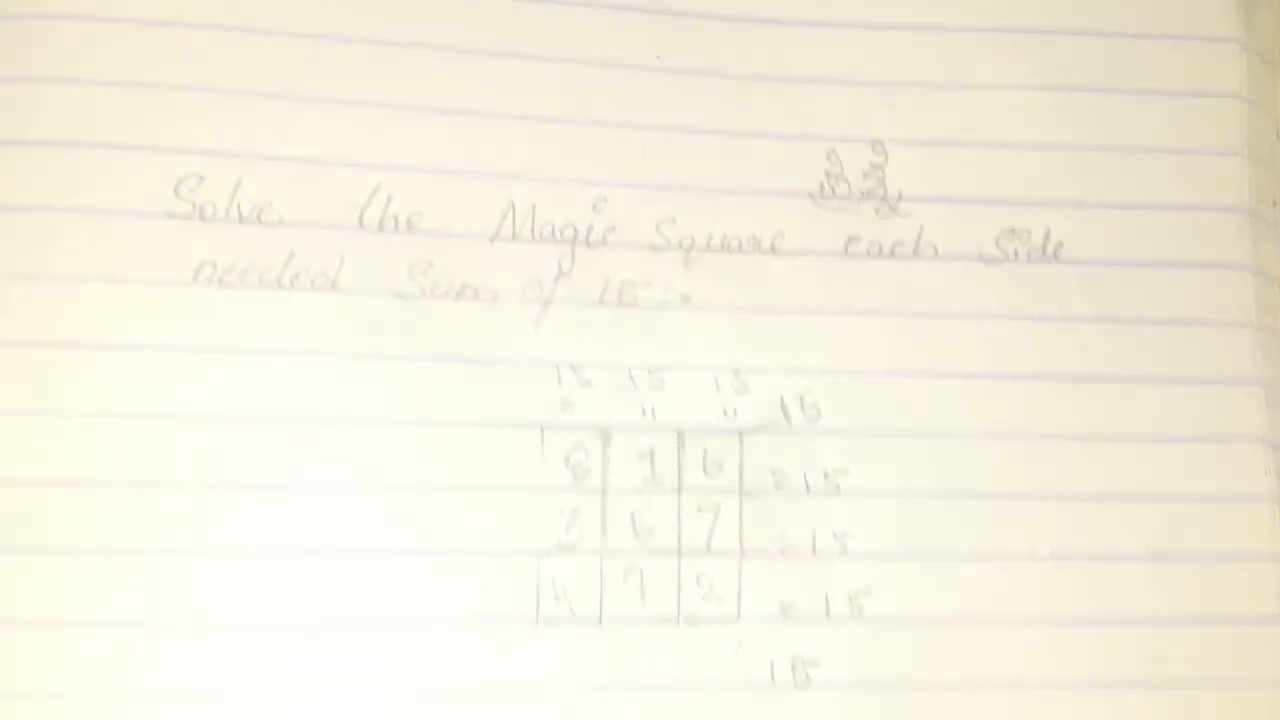 Solve the Magic Square each side
needed Sum of 15:-
15 15 15
" " " 15
8 1 6 = 15
3 5 7 = 15
4 9 2 = 15
15